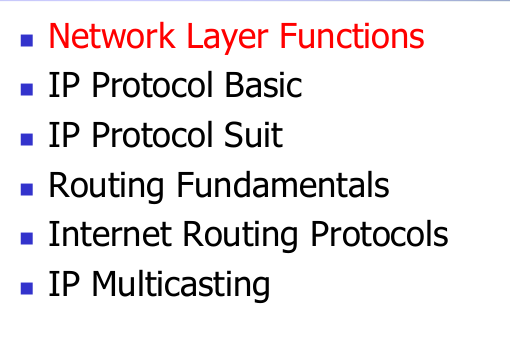 Network Layer Functions
IP Protocol Basic
IP Protocol Suit
Routing Fundamentals
Internet Routing Protocols
IP Multicasting